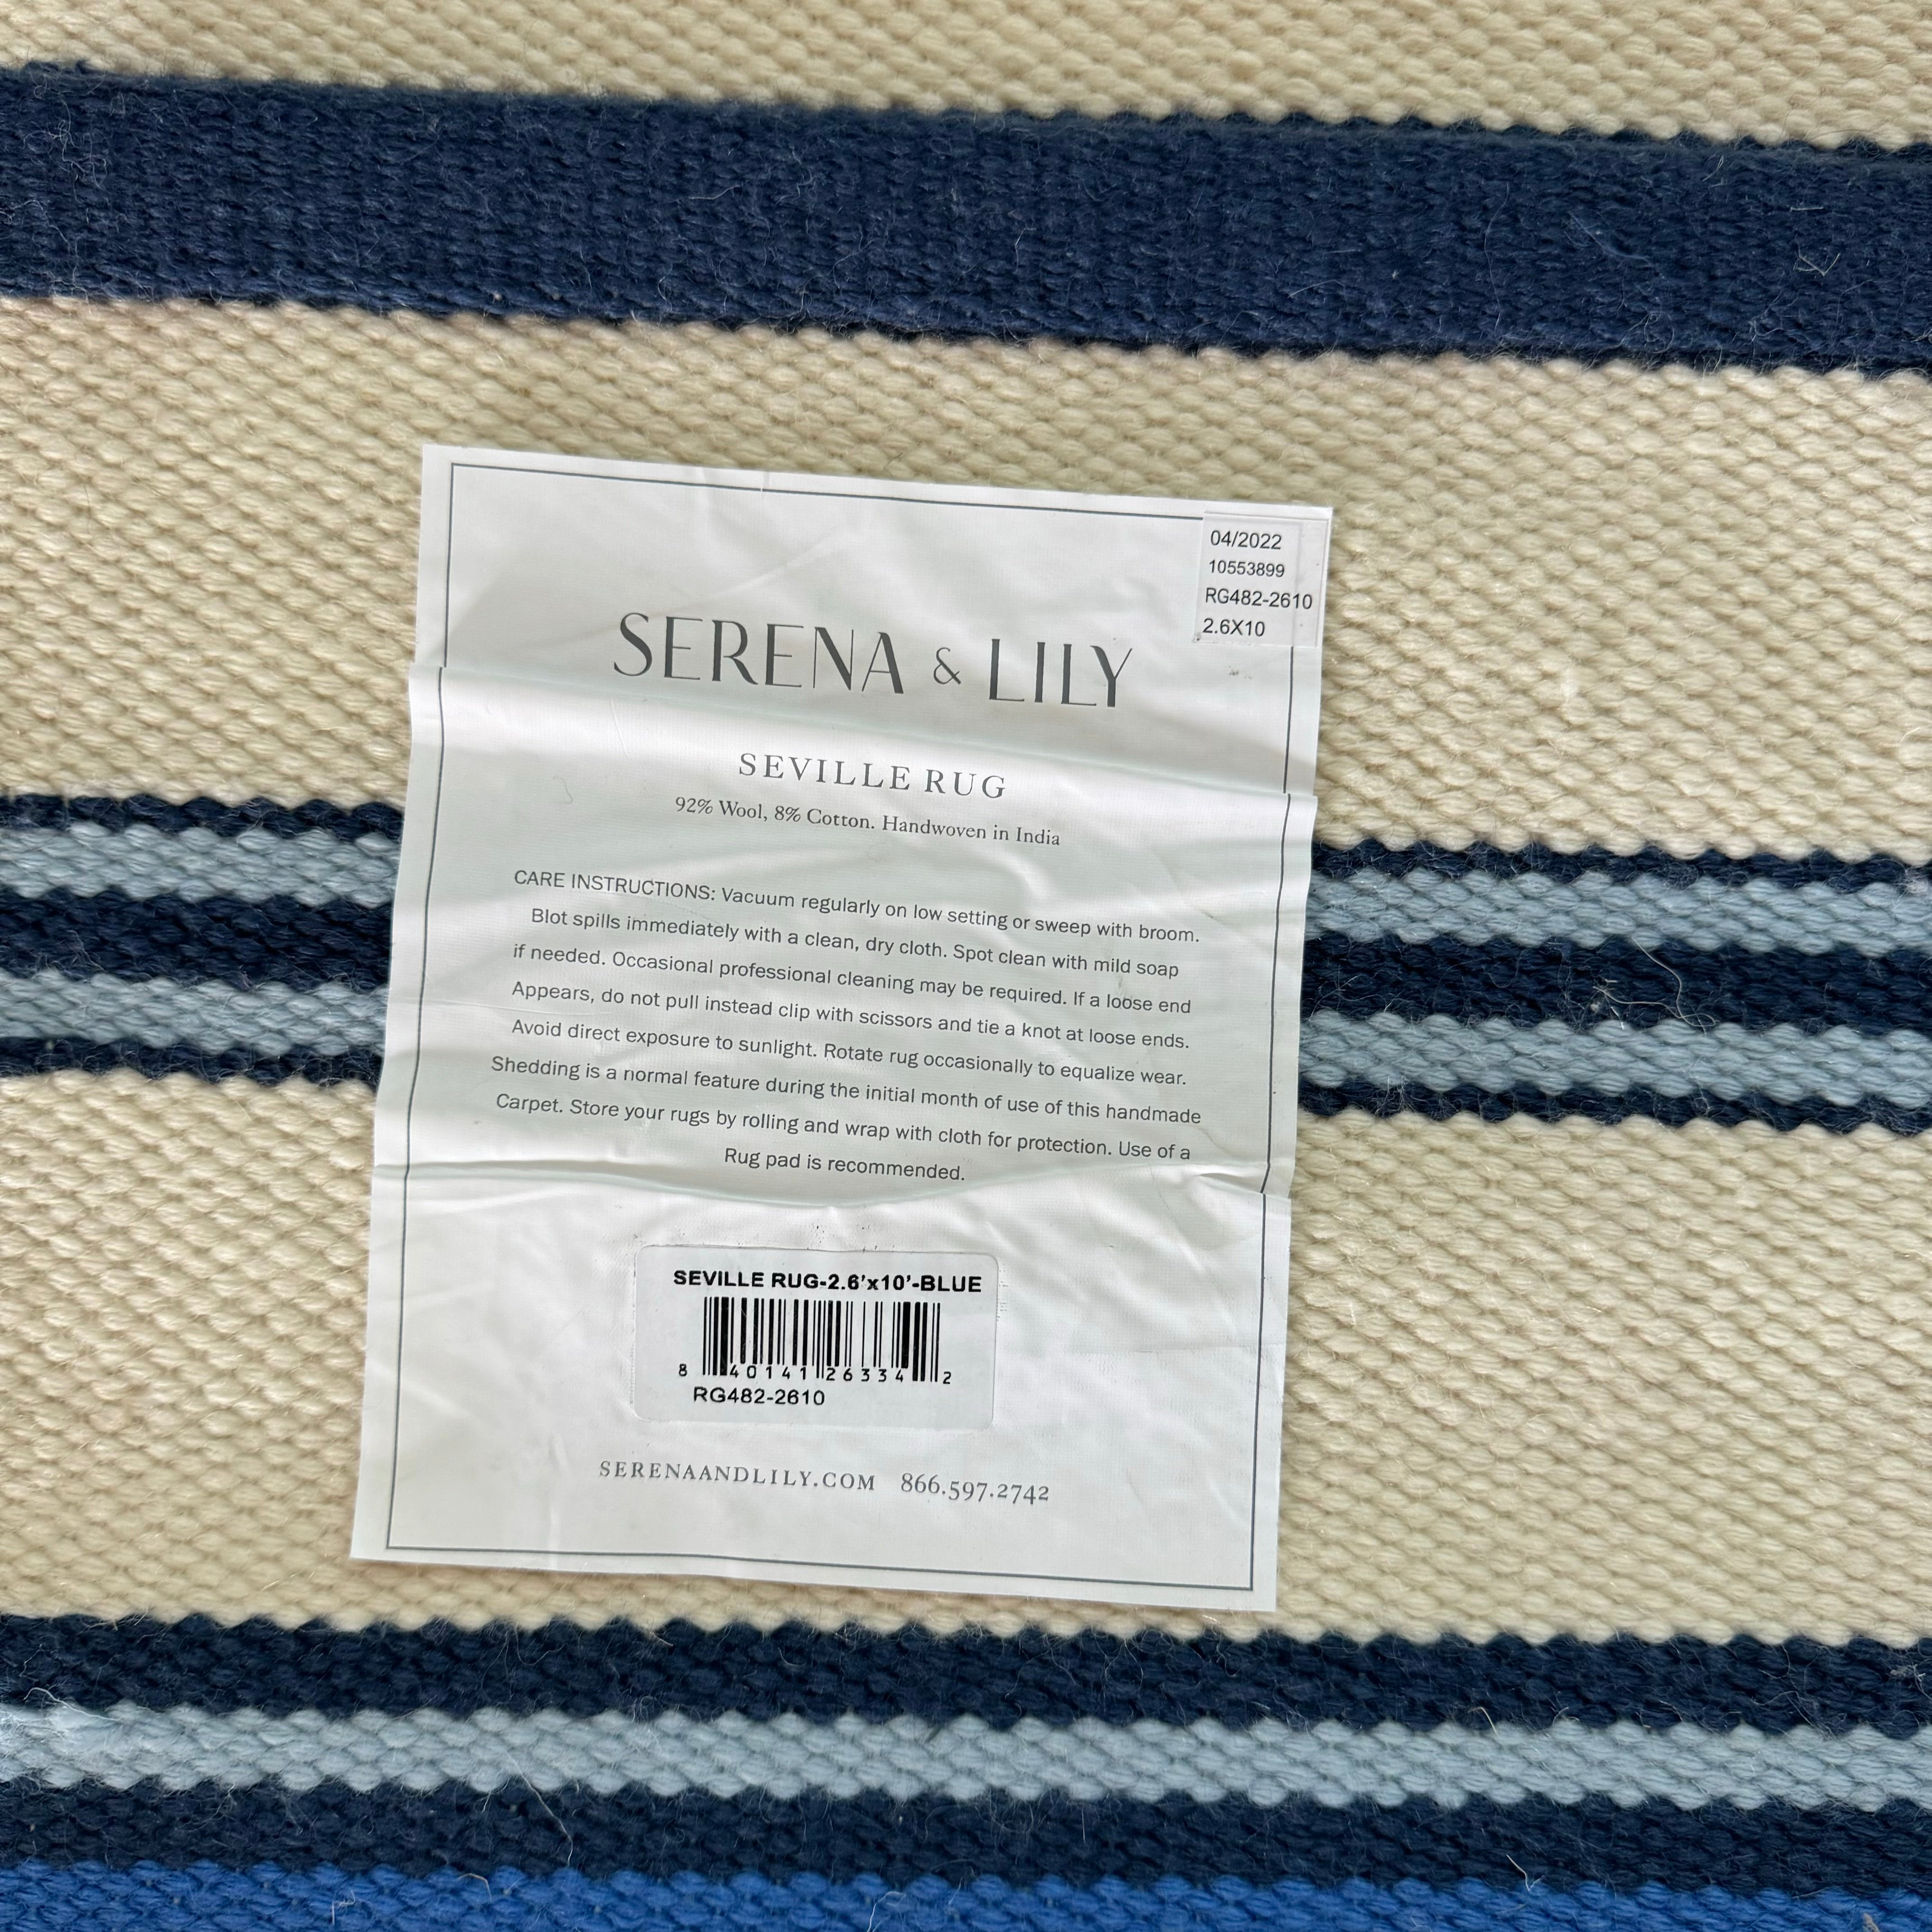 04/2022
10553899
RG482-2610
2.6X10
SERENA & LILY
SEVILLE RUG
92% Wool, 8% Cotton. Handwoven in India
CARE INSTRUCTIONS: Vacuum regularly on low setting or sweep with broom.
Blot spills immediately with a clean, dry cloth. Spot clean with mild soap
if needed. Occasional professional cleaning may be required. If a loose end
Appears, do not pull instead clip with scissors and tie a knot at loose ends.
Avoid direct exposure to sunlight. Rotate rug occasionally to equalize wear.
Shedding is a normal feature during the initial month of use of this handmade
Carpet. Store your rugs by rolling and wrap with cloth for protection. Use of a
Rug pad is recommended.
SEVILLE RUG-2.6'x10'-BLUE
8 40141 26334 2
RG482-2610
SERENAANDLILY.COM 866.597.2742